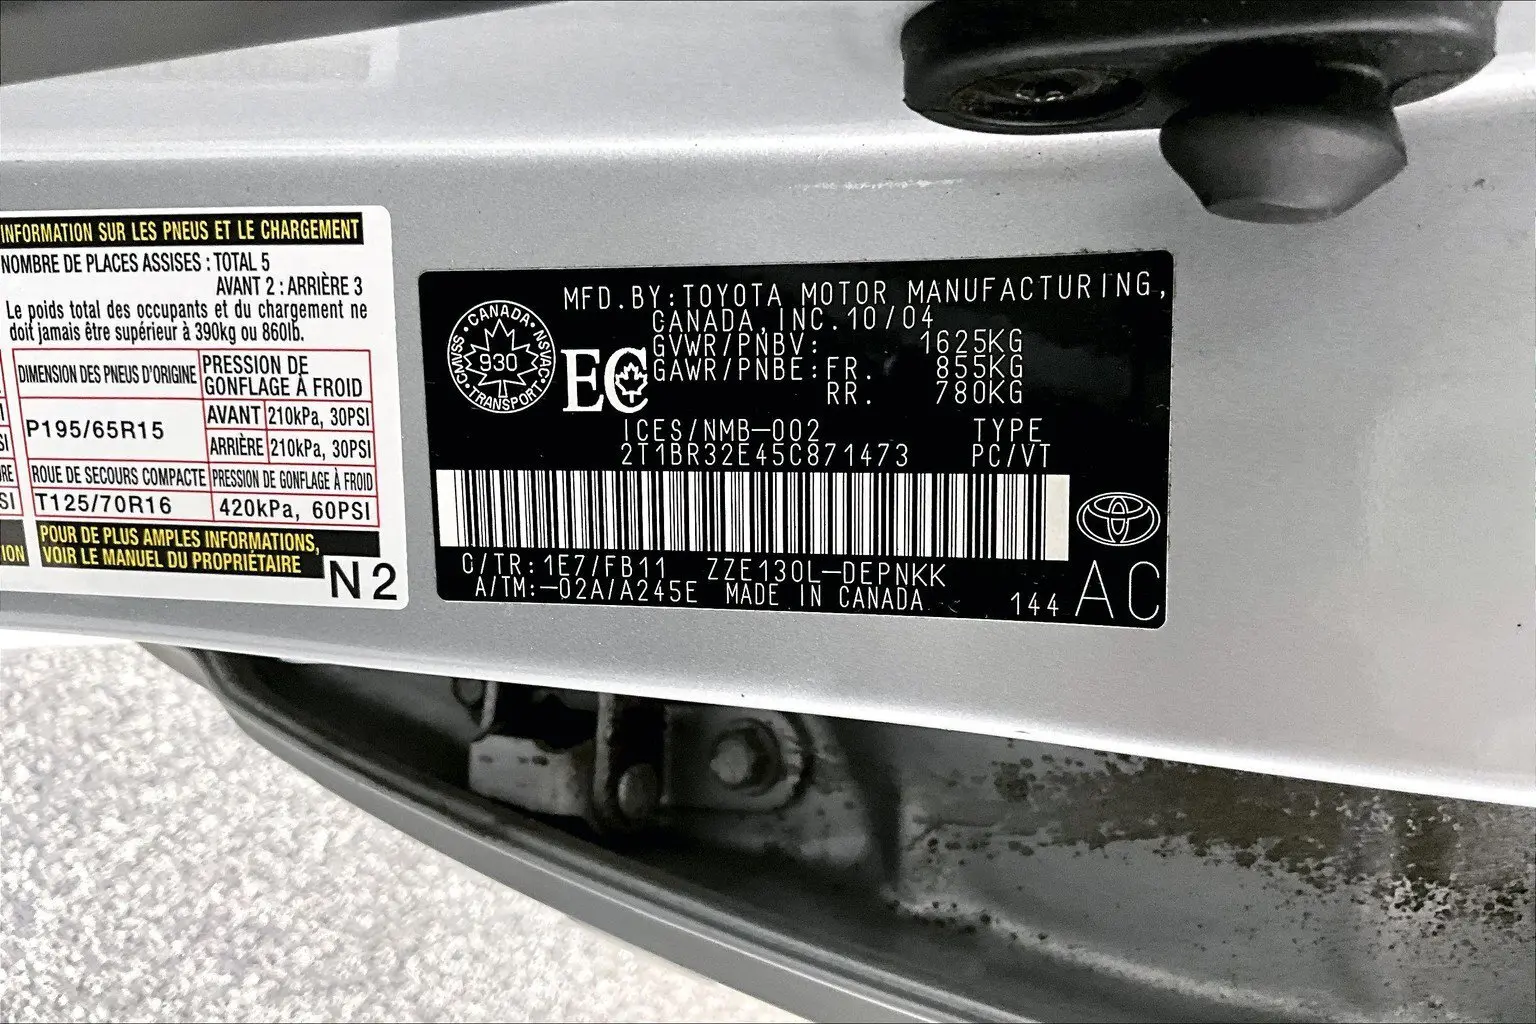 INFORMATION SUR LES PNEUS ET LE CHARGEMENT
NOMBRE DE PLACES ASSISES : TOTAL 5
AVANT 2 : ARRIÈRE 3
Le poids total des occupants et du chargement ne
doit jamais être supérieur à 390kg ou 860lb.
DIMENSION DES PNEUS D'ORIGINE
PRESSION DE
GONFLAGE À FROID
P195/65R15
AVANT 210kPa, 30PSI
ARRIÈRE 210kPa, 30PSI
ROUE DE SECOURS COMPACTE PRESSION DE GONFLAGE À FROID
T125/70R16 420kPa, 60PSI
POUR DE PLUS AMPLES INFORMATIONS,
VOIR LE MANUEL DU PROPRIÉTAIRE
N2
MFD.BY:TOYOTA MOTOR MANUFACTURING,
CANADA,INC.10/04
GVWR/PNBV: 1625KG
GAWR/PNBE:FR. 855KG
RR. 780KG
CANADA · NSVAC · TRANSPORT · CMVSS
930
EC
ICES/NMB-002 TYPE
2T1BR32E45C871473 PC/VT
C/TR:1E7/FB11 ZZE130L-DEPNKK
A/TM:-02A/A245E MADE IN CANADA
144 AC